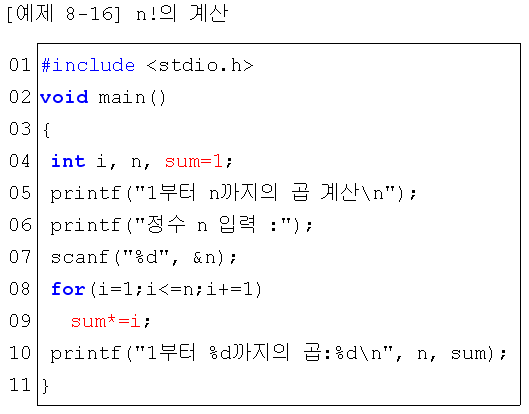 [예제 8-16] n!의 계산
01 #include <stdio.h>
02 void main()
03 {
04 int i, n, sum=1;
05 printf("1부터 n까지의 곱 계산\n");
06 printf("정수 n 입력 :");
07 scanf("%d", &n);
08 for(i=1;i<=n;i+=1)
09 sum*=i;
10 printf("1부터 %d까지의 곱:%d\n", n, sum);
11 }